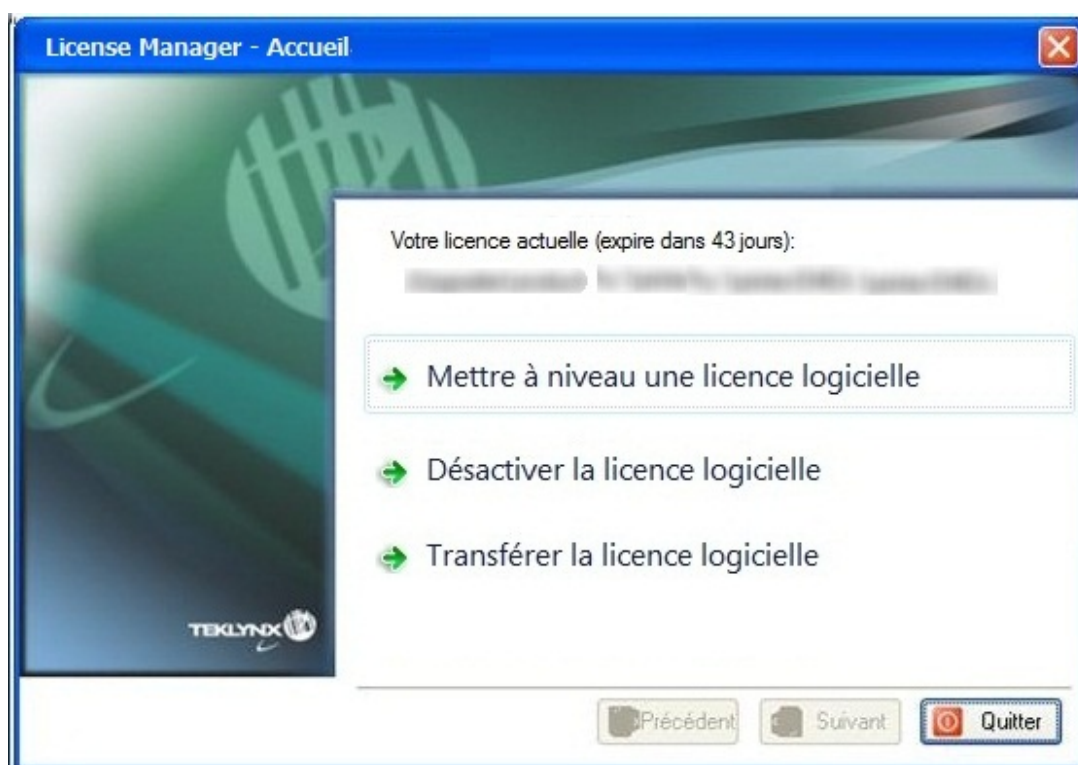 License Manager - Accueil
Votre licence actuelle (expire dans 43 jours):
Mettre à niveau une licence logicielle
Désactiver la licence logicielle
Transférer la licence logicielle
TEKLYNX
Précédent
Suivant
Quitter